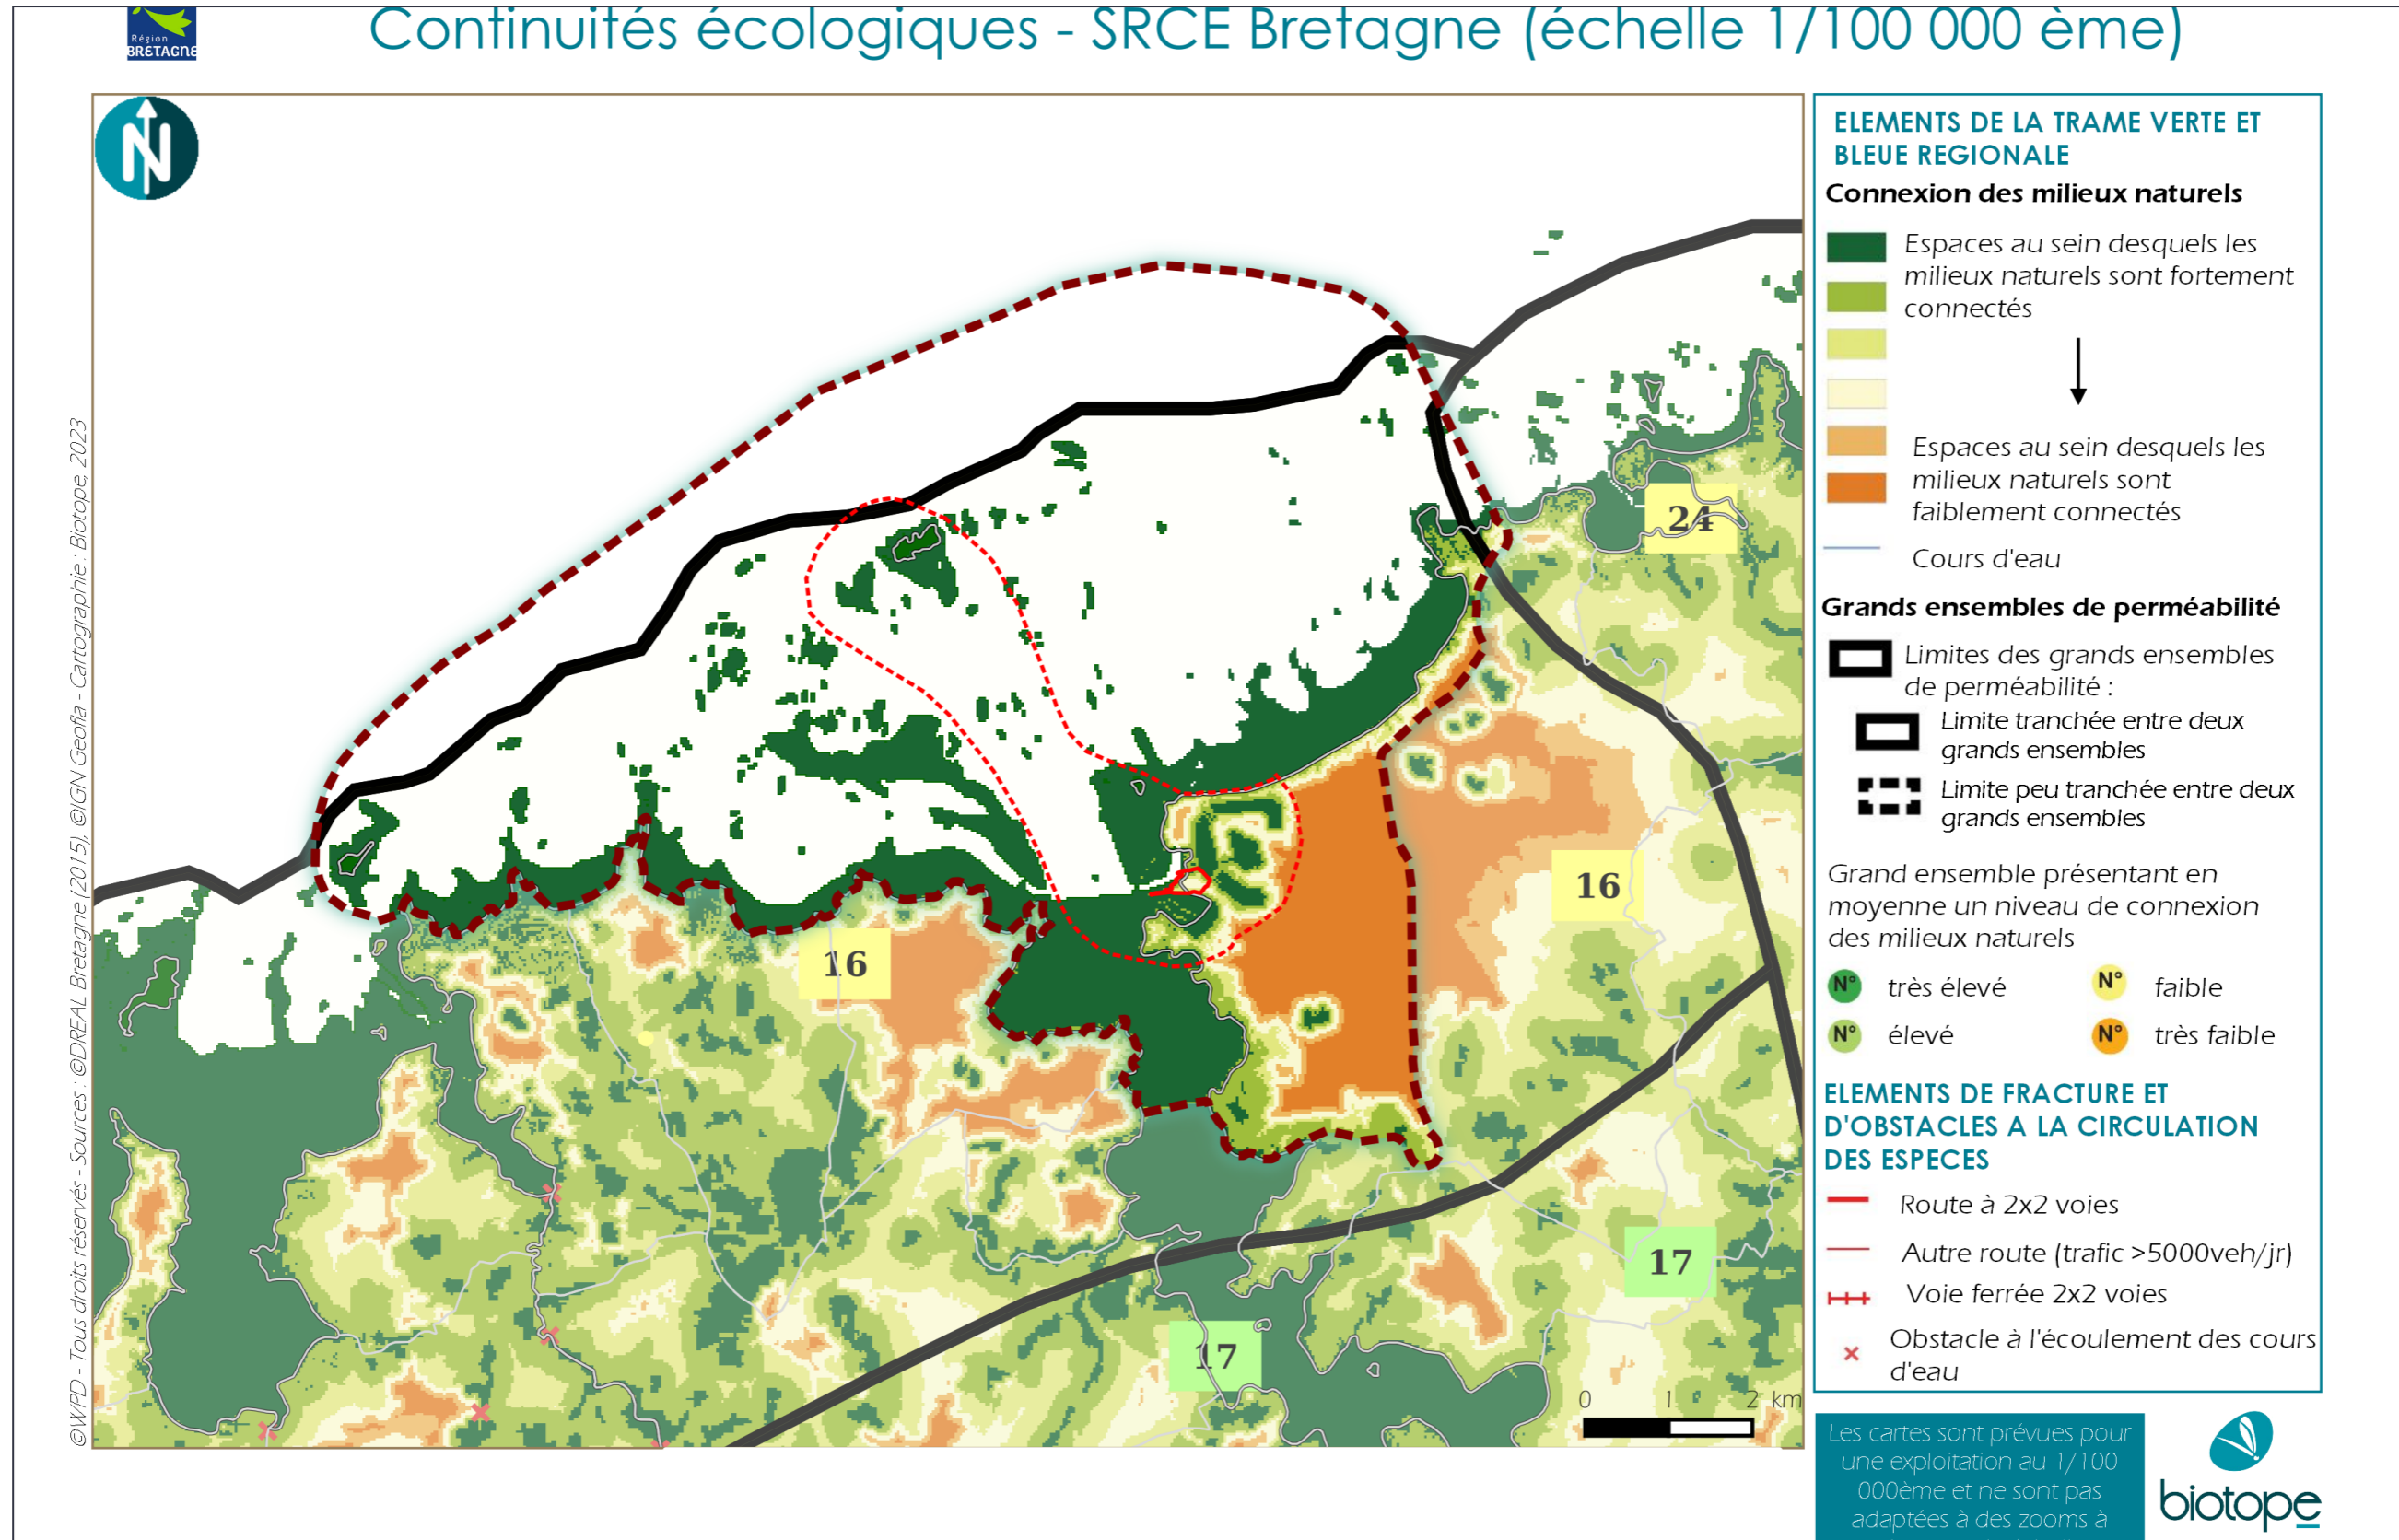 Région
BRETAGNE
Continuités écologiques - SRCE Bretagne (échelle 1/100 000 ème)
N
©WPD - Tous droits réservés - Sources : ©DREAL Bretagne (2015), ©IGN Geofla - Cartographie : Biotope, 2023
24
16
16
17
17
0 1 2 km
ELEMENTS DE LA TRAME VERTE ET
BLEUE REGIONALE
Connexion des milieux naturels
Espaces au sein desquels les
milieux naturels sont fortement
connectés
Espaces au sein desquels les
milieux naturels sont
faiblement connectés
Cours d'eau
Grands ensembles de perméabilité
Limites des grands ensembles
de perméabilité :
Limite tranchée entre deux
grands ensembles
Limite peu tranchée entre deux
grands ensembles
Grand ensemble présentant en
moyenne un niveau de connexion
des milieux naturels
N° très élevé N° faible
N° élevé N° très faible
ELEMENTS DE FRACTURE ET
D'OBSTACLES A LA CIRCULATION
DES ESPECES
Route à 2x2 voies
Autre route (trafic >5000veh/jr)
Voie ferrée 2x2 voies
Obstacle à l'écoulement des cours
d'eau
Les cartes sont prévues pour
une exploitation au 1/100
000ème et ne sont pas
adaptées à des zooms à
biotope